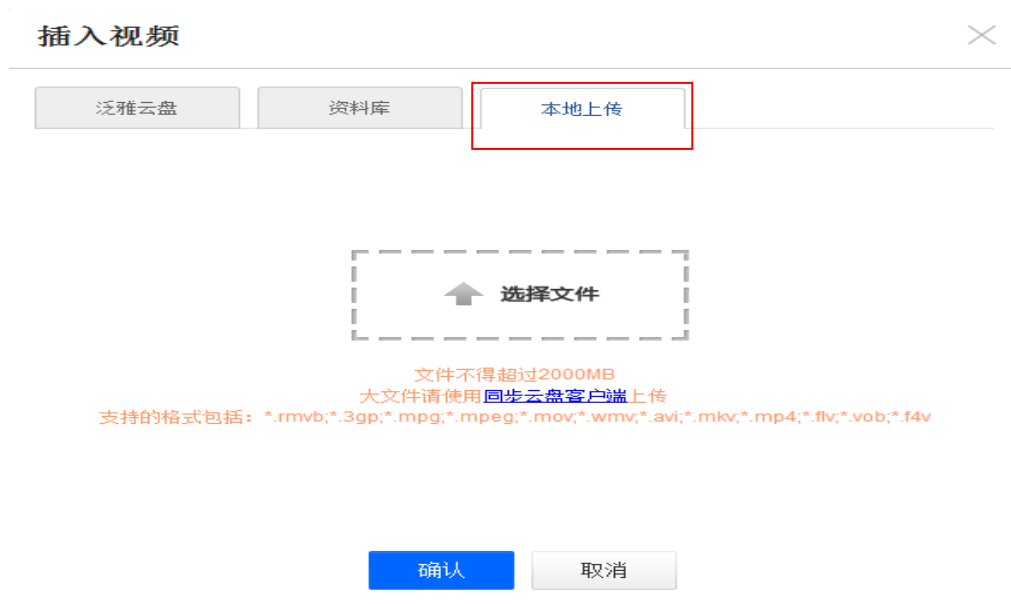 插入视频
泛雅云盘 资料库 本地上传
选择文件
文件不得超过2000MB
大文件请使用同步云盘客户端上传
支持的格式包括：*.rmvb;*.3gp;*.mpg;*.mpeg;*.mov;*.wmv;*.avi;*.mkv;*.mp4;*.flv;*.vob;*.f4v
确认 取消